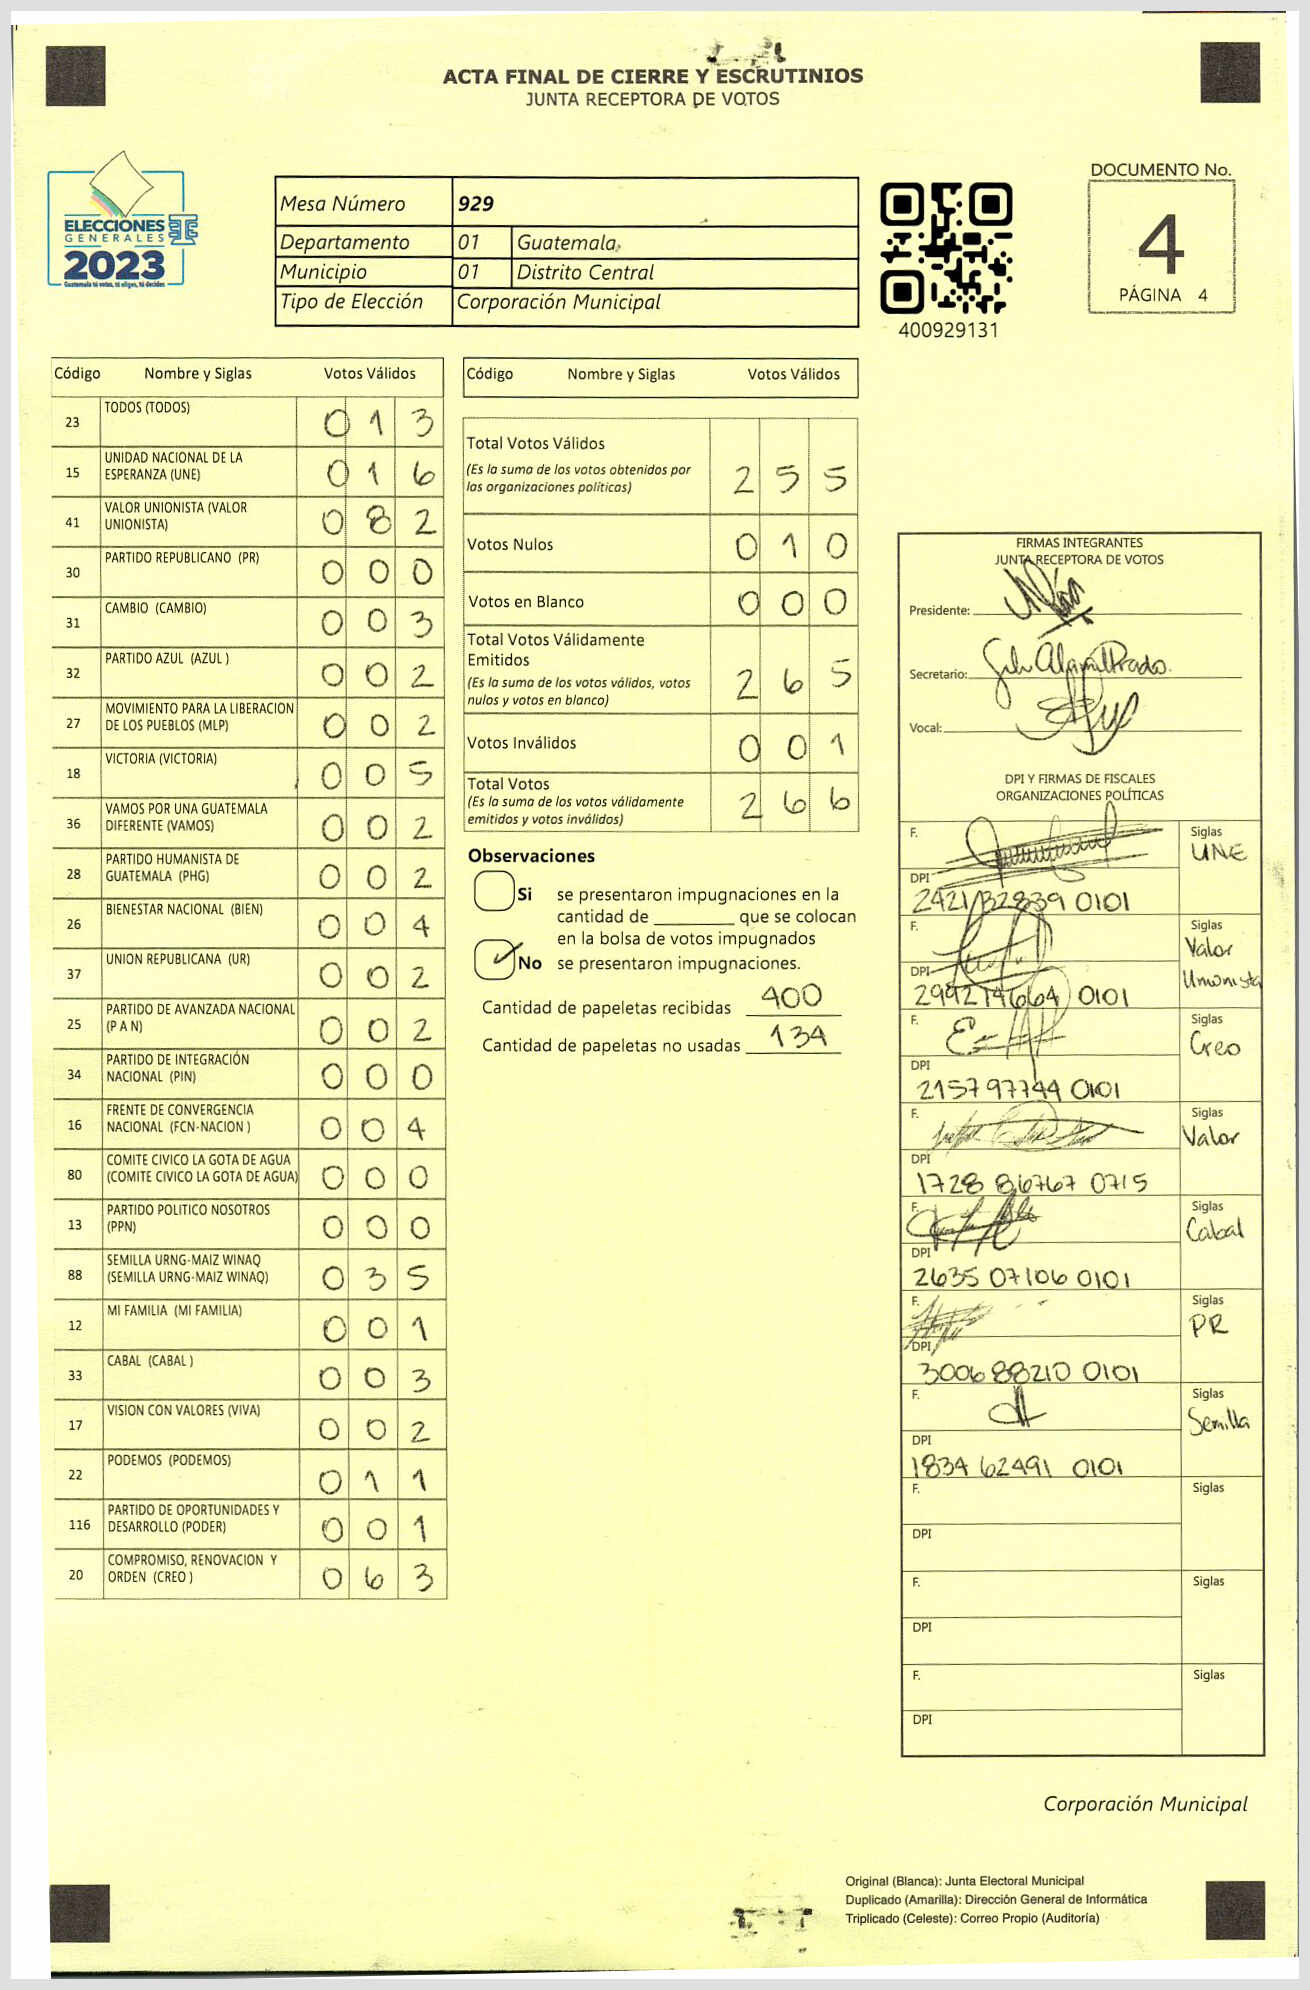 ACTA FINAL DE CIERRE Y ESCRUTINIOS
JUNTA RECEPTORA DE VOTOS
ELECCIONES
GENERALES
2023
Guatemala tú votas, tú eliges, tú decides
Mesa Número 929
Departamento 01 Guatemala
Municipio 01 Distrito Central
Tipo de Elección Corporación Municipal
400929131
DOCUMENTO No.
4
PÁGINA 4
Código Nombre y Siglas Votos Válidos
23 TODOS (TODOS) 0 1 3
15 UNIDAD NACIONAL DE LA
ESPERANZA (UNE) 0 1 6
41 VALOR UNIONISTA (VALOR
UNIONISTA) 0 8 2
30 PARTIDO REPUBLICANO (PR) 0 0 0
31 CAMBIO (CAMBIO) 0 0 3
32 PARTIDO AZUL (AZUL ) 0 0 2
27 MOVIMIENTO PARA LA LIBERACION
DE LOS PUEBLOS (MLP) 0 0 2
18 VICTORIA (VICTORIA) 0 0 5
36 VAMOS POR UNA GUATEMALA
DIFERENTE (VAMOS) 0 0 2
28 PARTIDO HUMANISTA DE
GUATEMALA (PHG) 0 0 2
26 BIENESTAR NACIONAL (BIEN) 0 0 4
37 UNION REPUBLICANA (UR) 0 0 2
25 PARTIDO DE AVANZADA NACIONAL
(P A N) 0 0 2
34 PARTIDO DE INTEGRACIÓN
NACIONAL (PIN) 0 0 0
16 FRENTE DE CONVERGENCIA
NACIONAL (FCN-NACION ) 0 0 4
80 COMITE CIVICO LA GOTA DE AGUA
(COMITE CIVICO LA GOTA DE AGUA) 0 0 0
13 PARTIDO POLITICO NOSOTROS
(PPN) 0 0 0
88 SEMILLA URNG-MAIZ WINAQ
(SEMILLA URNG-MAIZ WINAQ) 0 3 5
12 MI FAMILIA (MI FAMILIA) 0 0 1
33 CABAL (CABAL ) 0 0 3
17 VISION CON VALORES (VIVA) 0 0 2
22 PODEMOS (PODEMOS) 0 1 1
116 PARTIDO DE OPORTUNIDADES Y
DESARROLLO (PODER) 0 0 1
20 COMPROMISO, RENOVACION Y
ORDEN (CREO ) 0 6 3
Código Nombre y Siglas Votos Válidos
Total Votos Válidos
(Es la suma de los votos obtenidos por
las organizaciones políticas) 2 5 5
Votos Nulos 0 1 0
Votos en Blanco 0 0 0
Total Votos Válidamente
Emitidos
(Es la suma de los votos válidos, votos
nulos y votos en blanco) 2 6 5
Votos Inválidos 0 0 1
Total Votos
(Es la suma de los votos válidamente
emitidos y votos inválidos) 2 6 6
Observaciones
Si se presentaron impugnaciones en la
cantidad de ________ que se colocan
en la bolsa de votos impugnados
No se presentaron impugnaciones.
Cantidad de papeletas recibidas 400
Cantidad de papeletas no usadas 134
FIRMAS INTEGRANTES
JUNTA RECEPTORA DE VOTOS
Presidente:
Secretario:
Vocal:
DPI Y FIRMAS DE FISCALES
ORGANIZACIONES POLÍTICAS
F. Siglas
UNE
DPI
2421 32839 0101
F. Siglas
Valor
Unionista
DPI
2992 14664 0101
F. Siglas
Creo
DPI
2157 97744 0101
F. Siglas
Valor
DPI
1728 86767 0715
F. Siglas
Cabal
DPI
2635 07106 0101
F. Siglas
PR
DPI
3006 88210 0101
F. Siglas
Semilla
DPI
1834 62491 0101
F. Siglas
DPI
F. Siglas
DPI
F. Siglas
DPI
Corporación Municipal
Original (Blanca): Junta Electoral Municipal
Duplicado (Amarilla): Dirección General de Informática
Triplicado (Celeste): Correo Propio (Auditoría)